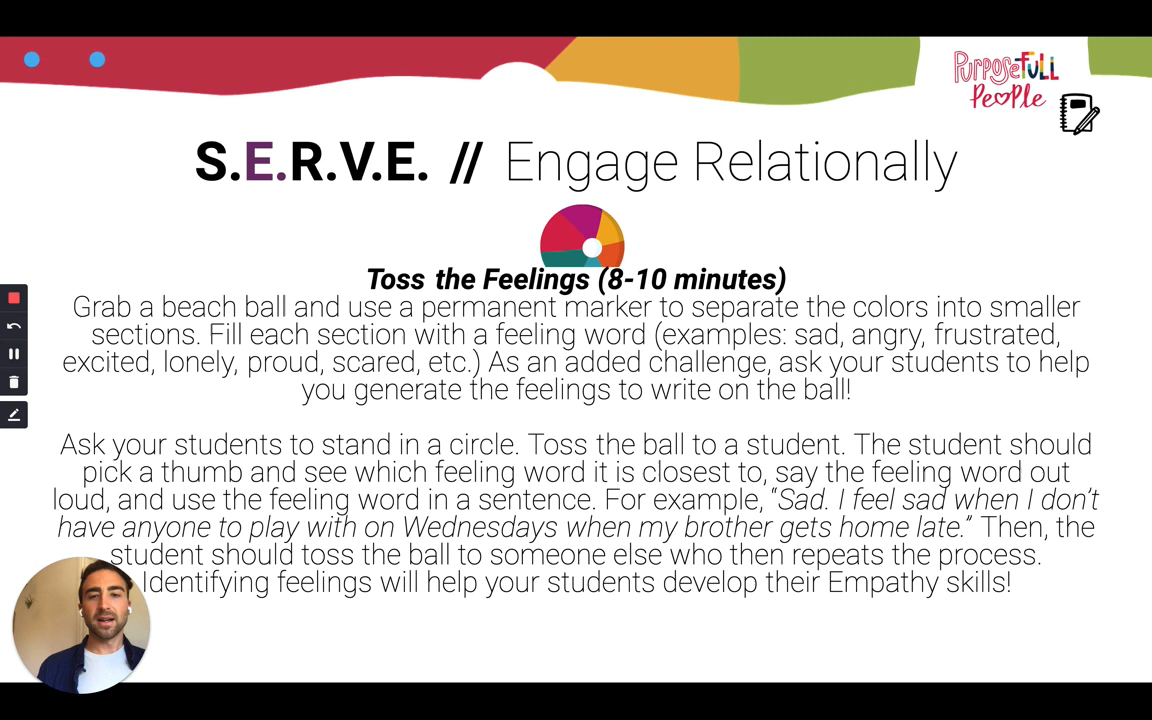 PurposeFull
People
S.E.R.V.E. // Engage Relationally
Toss the Feelings (8-10 minutes)
Grab a beach ball and use a permanent marker to separate the colors into smaller
sections. Fill each section with a feeling word (examples: sad, angry, frustrated,
excited, lonely, proud, scared, etc.) As an added challenge, ask your students to help
you generate the feelings to write on the ball!
Ask your students to stand in a circle. Toss the ball to a student. The student should
pick a thumb and see which feeling word it is closest to, say the feeling word out
loud, and use the feeling word in a sentence. For example, “Sad. I feel sad when I don’t
have anyone to play with on Wednesdays when my brother gets home late.” Then, the
student should toss the ball to someone else who then repeats the process.
Identifying feelings will help your students develop their Empathy skills!